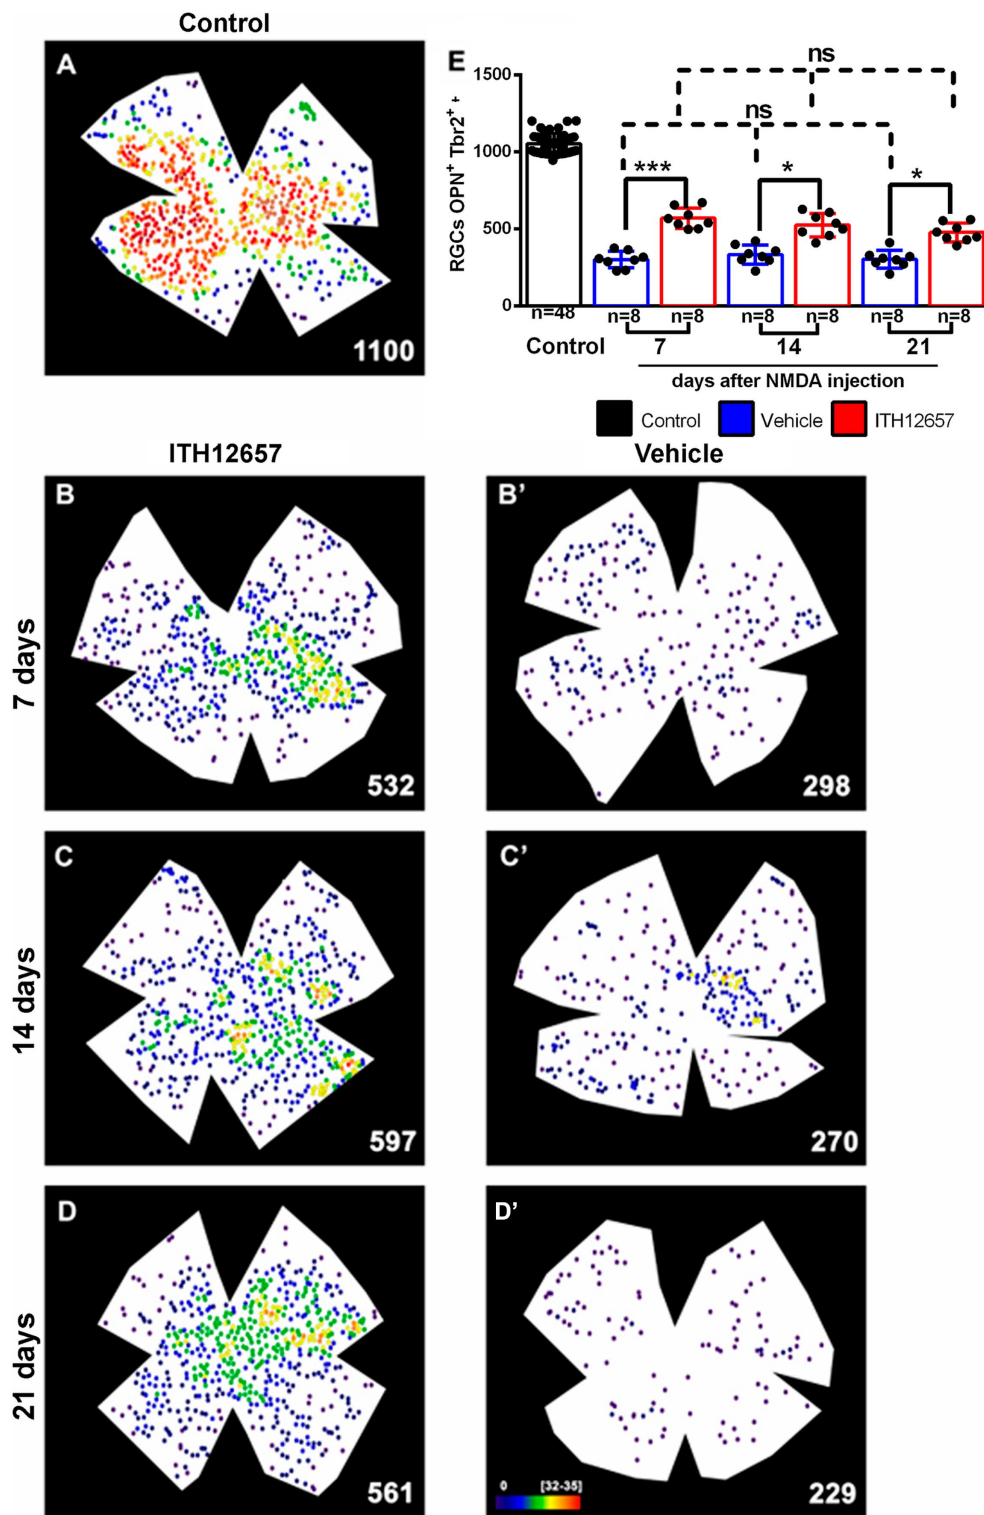 Control
A
1100
E
RGCs OPN⁺ Tbr2⁺ +
1500
1000
500
0
ns
ns
***
*
*
n=48
n=8
n=8
n=8
n=8
n=8
n=8
Control
7
14
21
days after NMDA injection
Control
Vehicle
ITH12657
ITH12657
Vehicle
7 days
B
532
B'
298
14 days
C
597
C'
270
21 days
D
561
D'
0
[32-35]
229